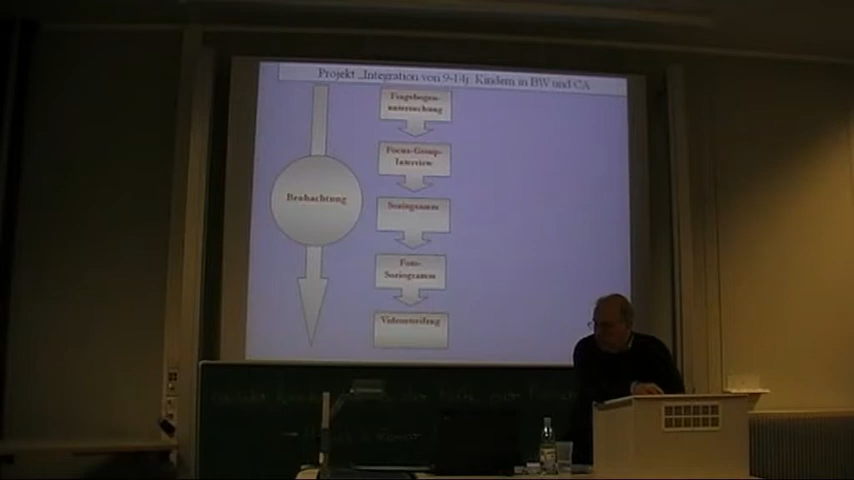 Projekt „Integration von 9-14j. Kindern in BW und CA
Fragebogen-
untersuchung
Focus-Group-
Interview
Beobachtung
Soziogramm
Foto-
Soziogramm